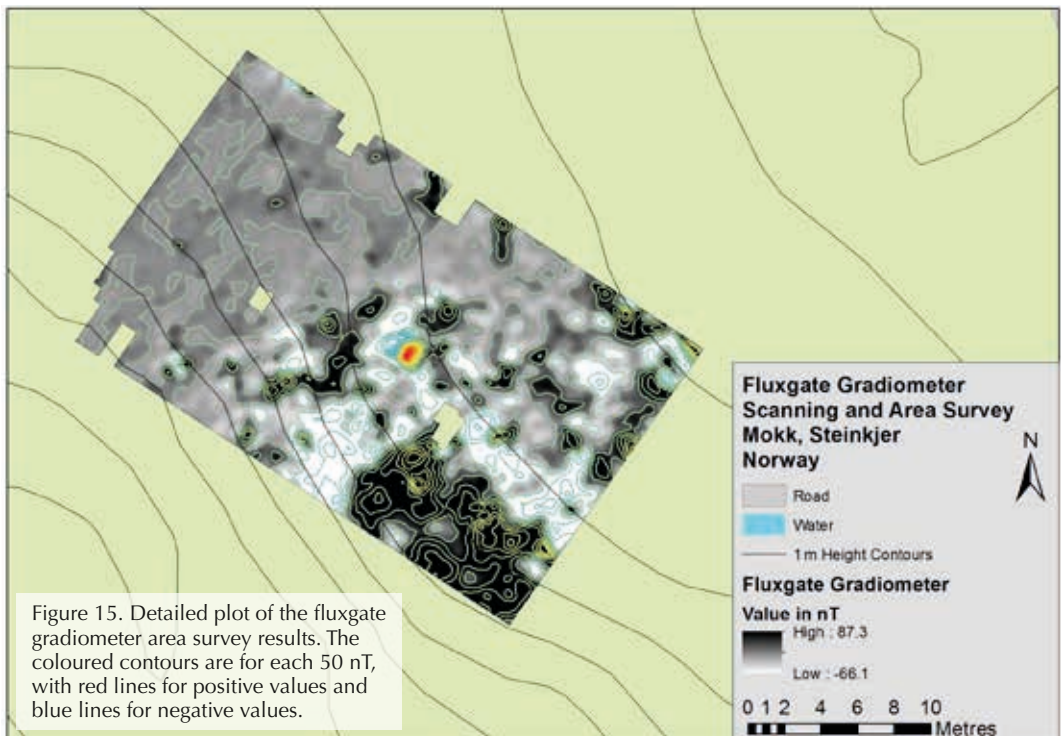 Fluxgate Gradiometer
Scanning and Area Survey
Mokk, Steinkjer
Norway
N
Road
Water
1m Height Contours
Fluxgate Gradiometer
Value in nT
High : 87.3
Low : -66.1
0 1 2 4 6 8 10
Metres
Figure 15. Detailed plot of the fluxgate
gradiometer area survey results. The
coloured contours are for each 50 nT,
with red lines for positive values and
blue lines for negative values.